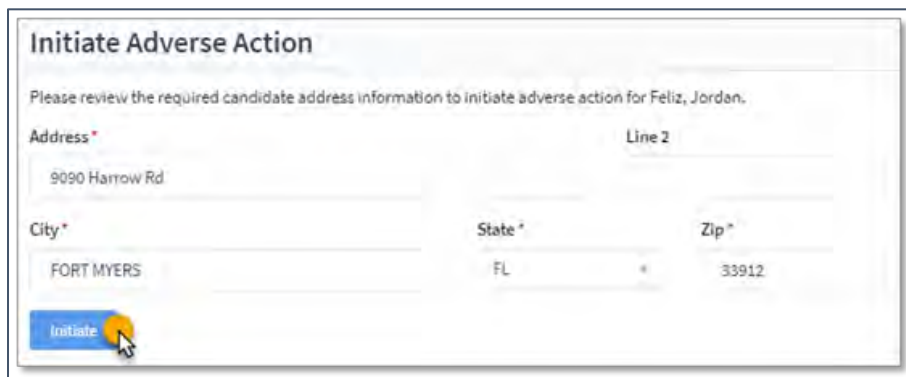 Initiate Adverse Action
Please review the required candidate address information to initiate adverse action for Feliz, Jordan.
Address * Line 2
9090 Harrow Rd
City * State * Zip *
FORT MYERS FL 33912
Initiate